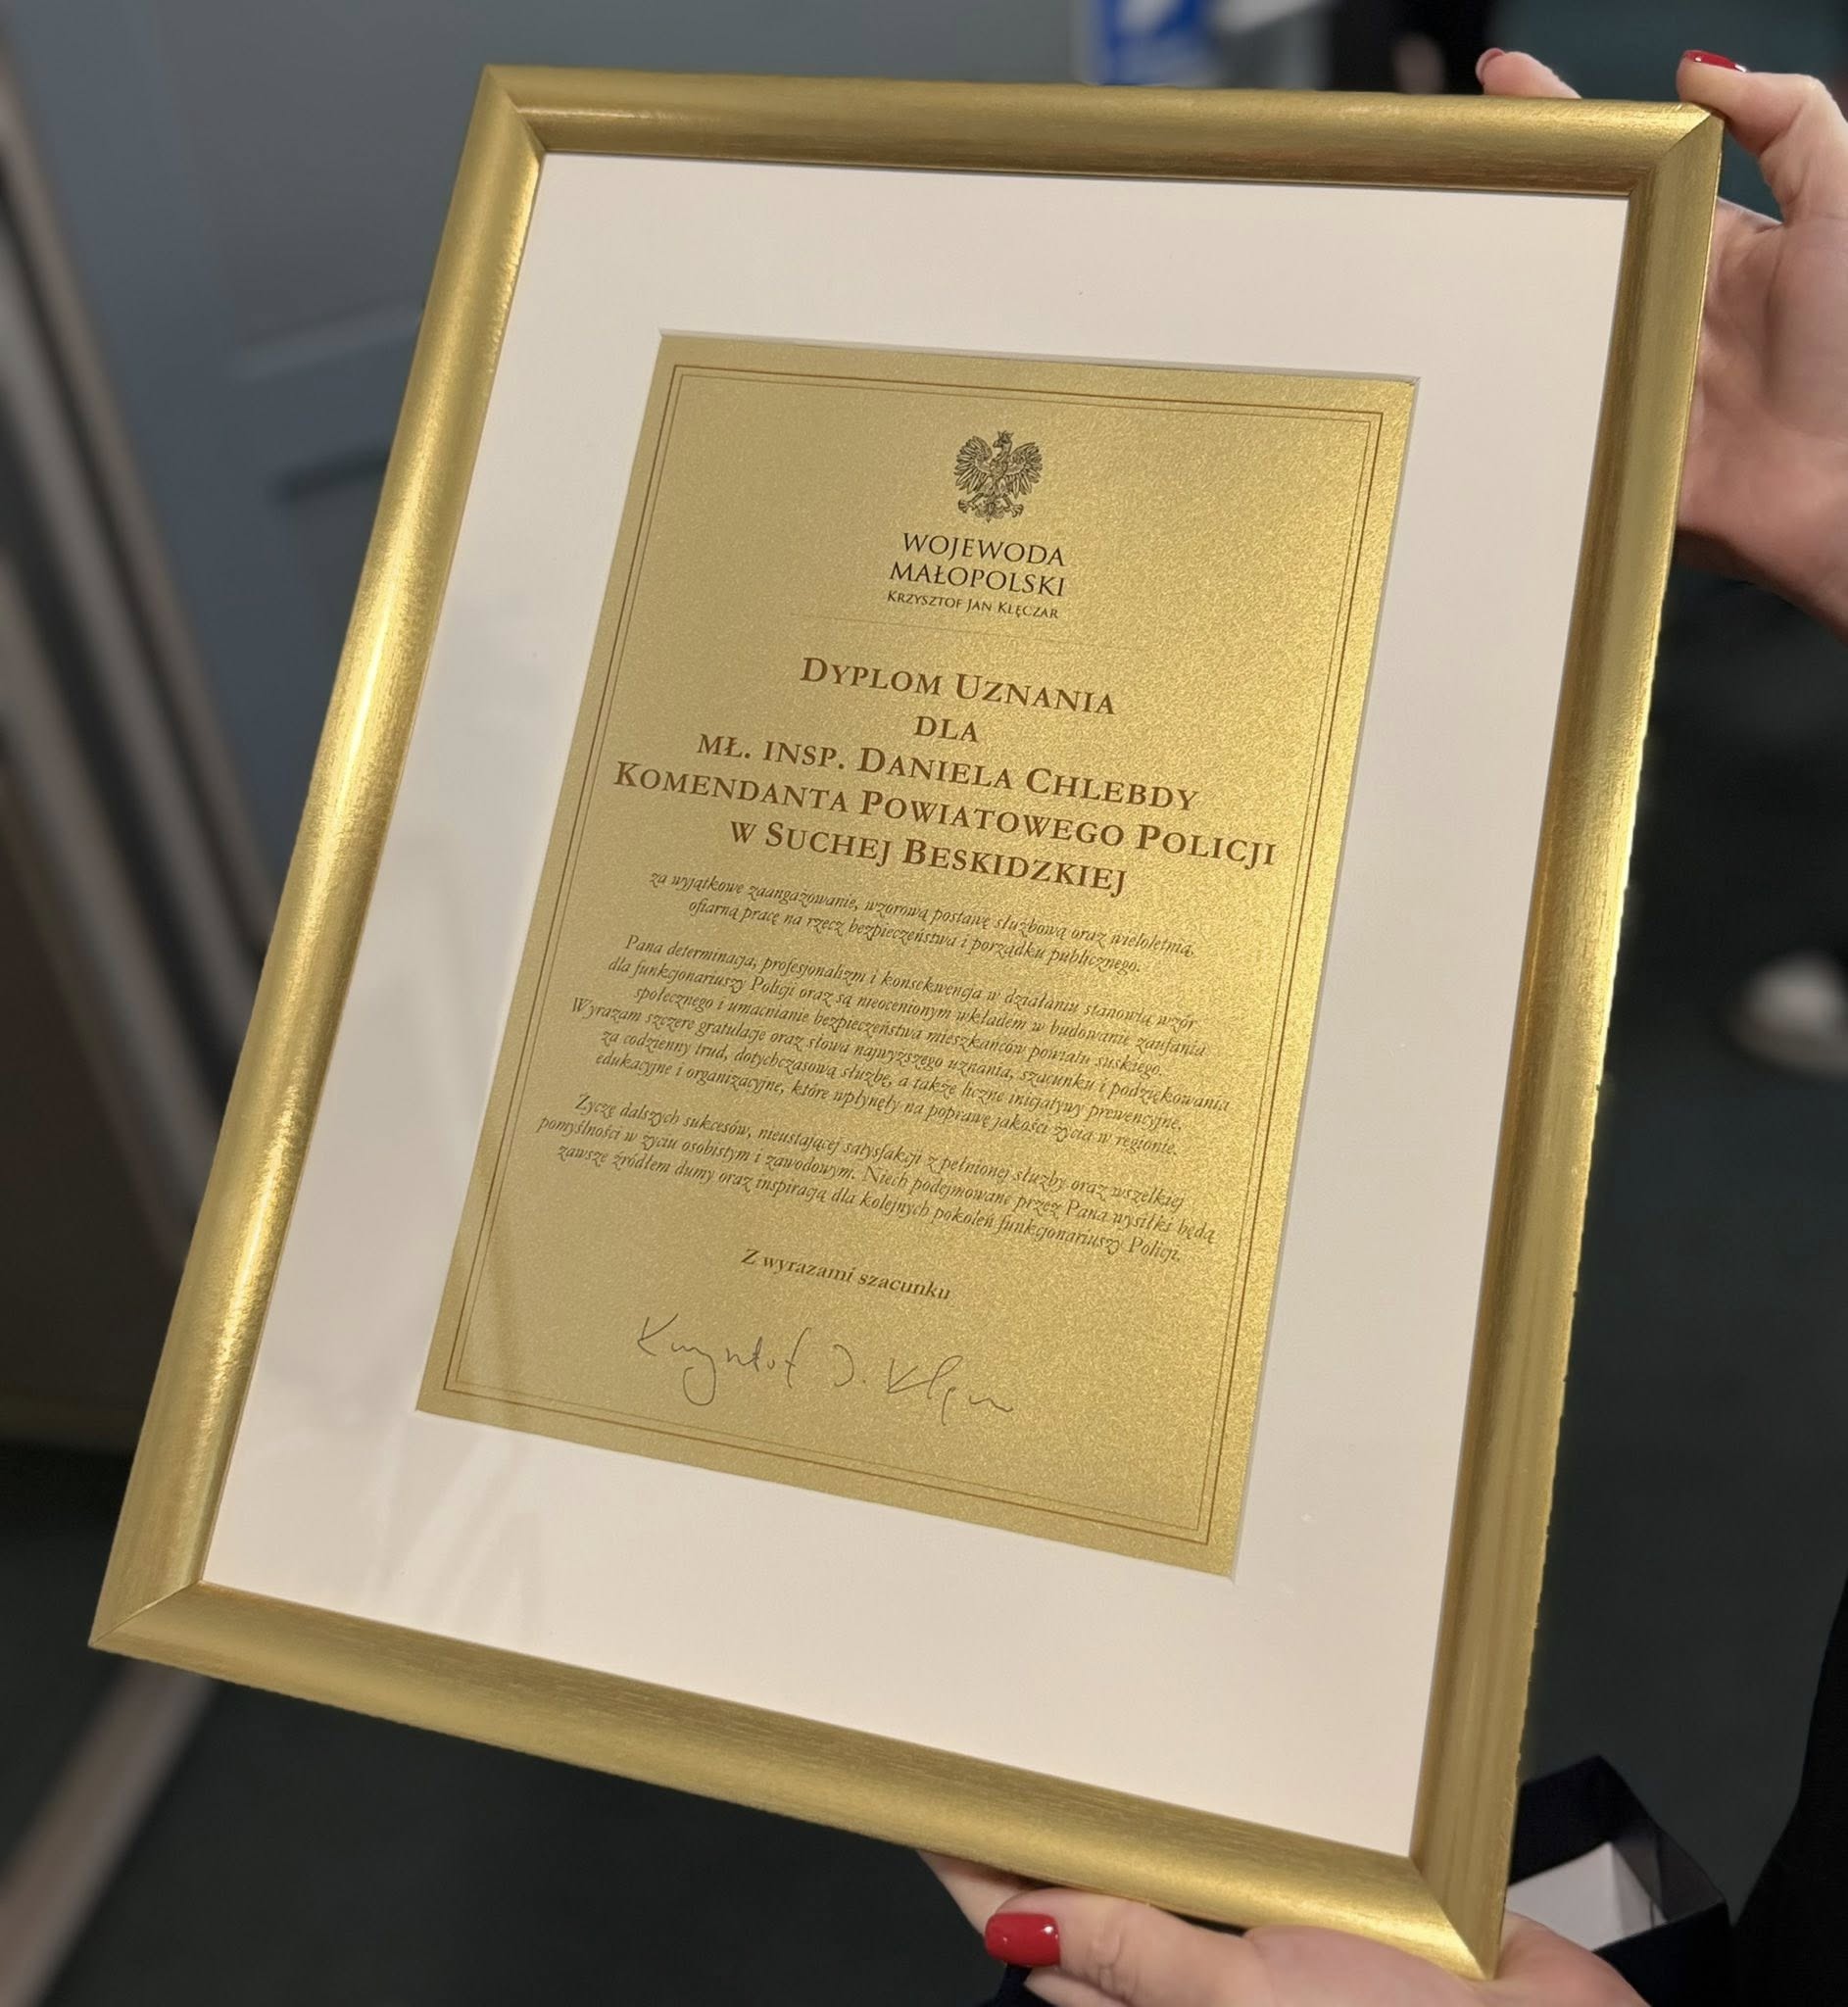 WOJEWODA
MAŁOPOLSKI
KRZYSZTOF JAN KLĘCZAR
DYPLOM UZNANIA
DLA
MŁ. INSP. DANIELA CHLEBDY
KOMENDANTA POWIATOWEGO POLICJI
W SUCHEJ BESKIDZKIEJ
za wyjątkowe zaangażowanie, wzorową postawę służbową oraz wieloletnią,
ofiarną pracę na rzecz bezpieczeństwa i porządku publicznego.
Pana determinacja, profesjonalizm i konsekwencja w działaniu stanowią wzór
dla funkcjonariuszy Policji oraz są nieocenionym wkładem w budowanie zaufania
społecznego i umacnianie bezpieczeństwa mieszkańców powiatu suskiego.
Wyrażam szczere gratulacje oraz słowa najwyższego uznania, szacunku i podziękowania
za codzienny trud, dotychczasową służbę, a także liczne inicjatywy prewencyjne,
edukacyjne i organizacyjne, które wpłynęły na poprawę jakości życia w regionie.
Życzę dalszych sukcesów, nieustającej satysfakcji z pełnionej służby oraz wszelkiej
pomyślności w życiu osobistym i zawodowym. Niech podejmowane przez Pana wysiłki będą
zawsze źródłem dumy oraz inspiracją dla kolejnych pokoleń funkcjonariuszy Policji.
Z wyrazami szacunku
Krzysztof J. Klęczar